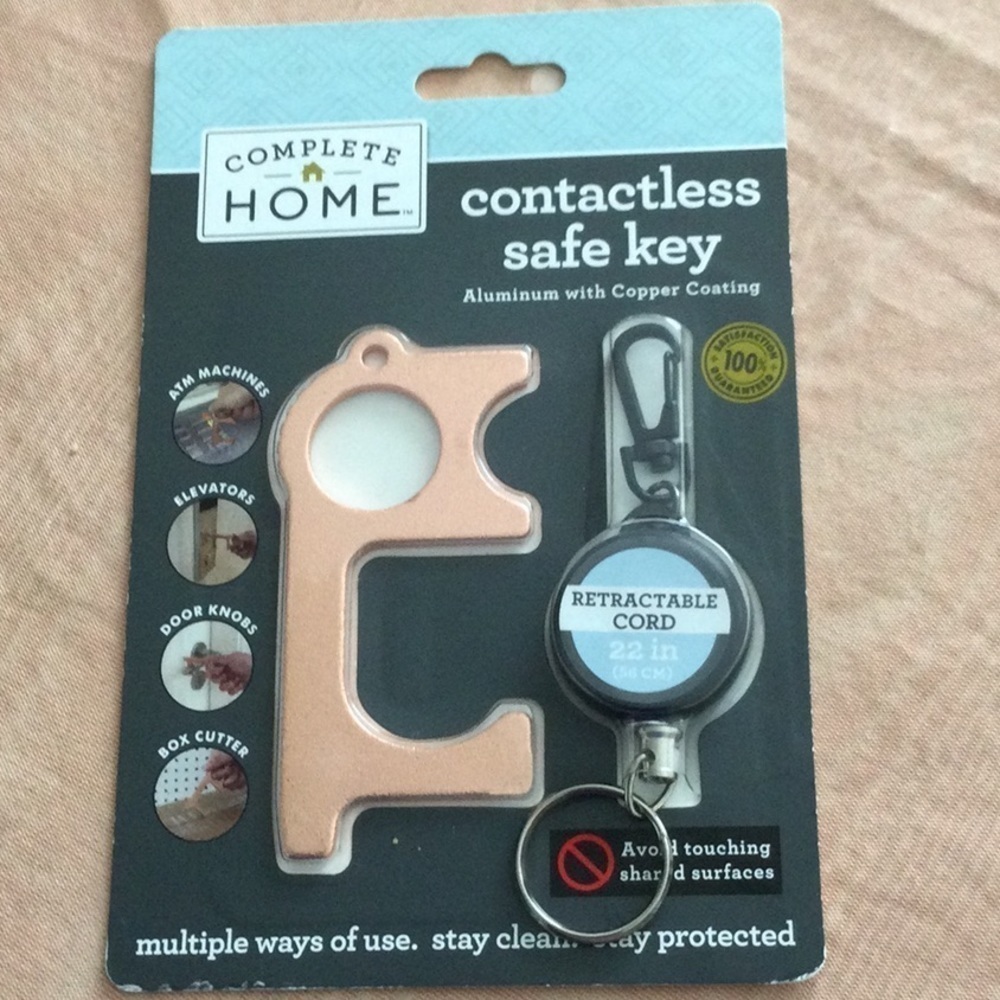 COMPLETE
HOME™
contactless
safe key
Aluminum with Copper Coating
SATISFACTION
100%
GUARANTEED
ATM MACHINES
ELEVATORS
DOOR KNOBS
BOX CUTTER
RETRACTABLE
CORD
22 in
(56 CM)
Avoid touching
shared surfaces
multiple ways of use. stay clean. stay protected